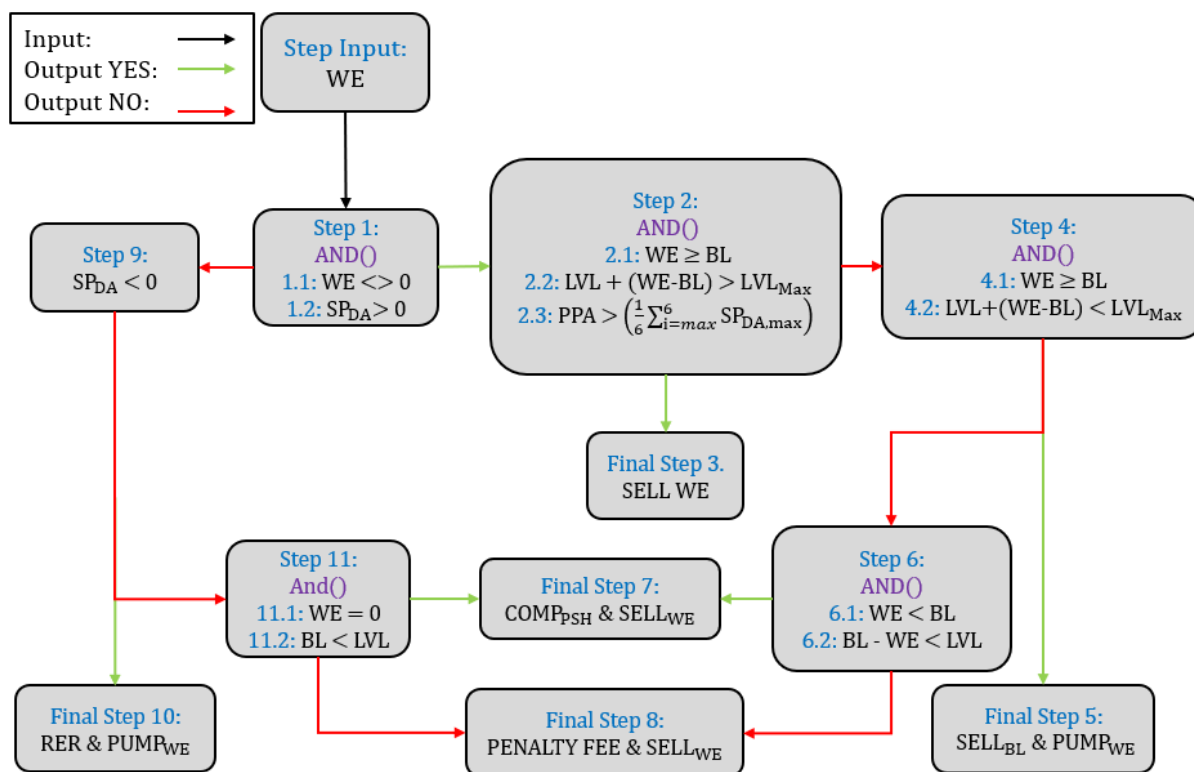 Input:
Output YES:
Output NO:
Step Input:
WE
Step 1:
AND()
1.1: WE <> 0
1.2: SP_DA > 0
Step 2:
AND()
2.1: WE ≥ BL
2.2: LVL + (WE-BL) > LVL_Max
2.3: PPA > (1/6 ∑_{i=max}^{6} SP_DA,max)
Step 4:
AND()
4.1: WE ≥ BL
4.2: LVL+(WE-BL) < LVL_Max
Step 9:
SP_DA < 0
Final Step 3.
SELL WE
Step 11:
And()
11.1: WE = 0
11.2: BL < LVL
Final Step 7:
COMP_PSH & SELL_WE
Step 6:
AND()
6.1: WE < BL
6.2: BL - WE < LVL
Final Step 10:
RER & PUMP_WE
Final Step 8:
PENALTY FEE & SELL_WE
Final Step 5:
SELL_BL & PUMP_WE